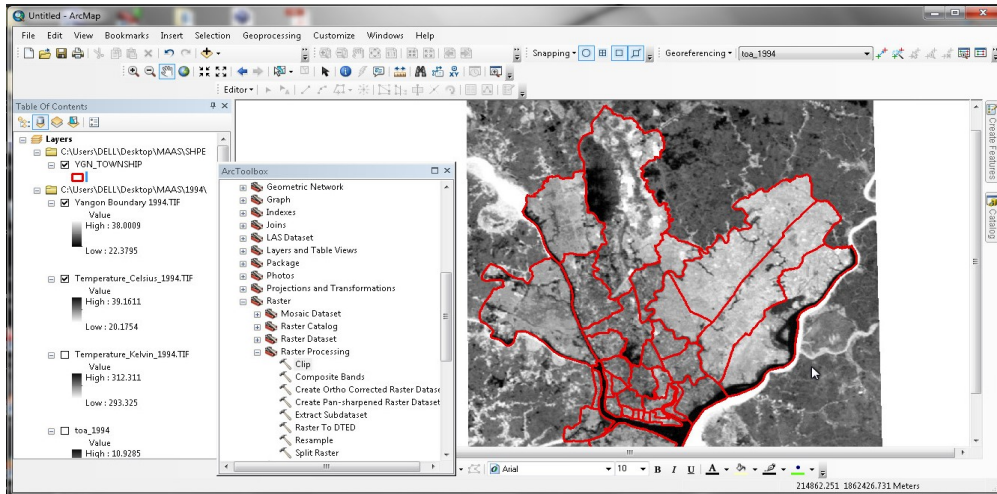 Untitled - ArcMap
File Edit View Bookmarks Insert Selection Geoprocessing Customize Windows Help
Snapping Georeferencing toa_1994
Editor
Table Of Contents
Layers
C:\Users\DELL\Desktop\MAAS\SHPE
YGN_TOWNSHIP
C:\Users\DELL\Desktop\MAAS\1994\
Yangon Boundary 1994.TIF
Value
High : 38.0009
Low : 22.3795
Temperature_Celsius_1994.TIF
Value
High : 39.1611
Low : 20.1754
Temperature_Kelvin_1994.TIF
Value
High : 312.311
Low : 293.325
toa_1994
Value
High : 10.9285
ArcToolbox
Geometric Network
Graph
Indexes
Joins
LAS Dataset
Layers and Table Views
Package
Photos
Projections and Transformations
Raster
Mosaic Dataset
Raster Catalog
Raster Dataset
Raster Processing
Clip
Composite Bands
Create Ortho Corrected Raster Datase
Create Pan-sharpened Raster Dataset
Extract Subdataset
Raster To DTED
Resample
Split Raster
Create Features
Catalog
Arial 10 B I U A
214862.251 1862426.731 Meters